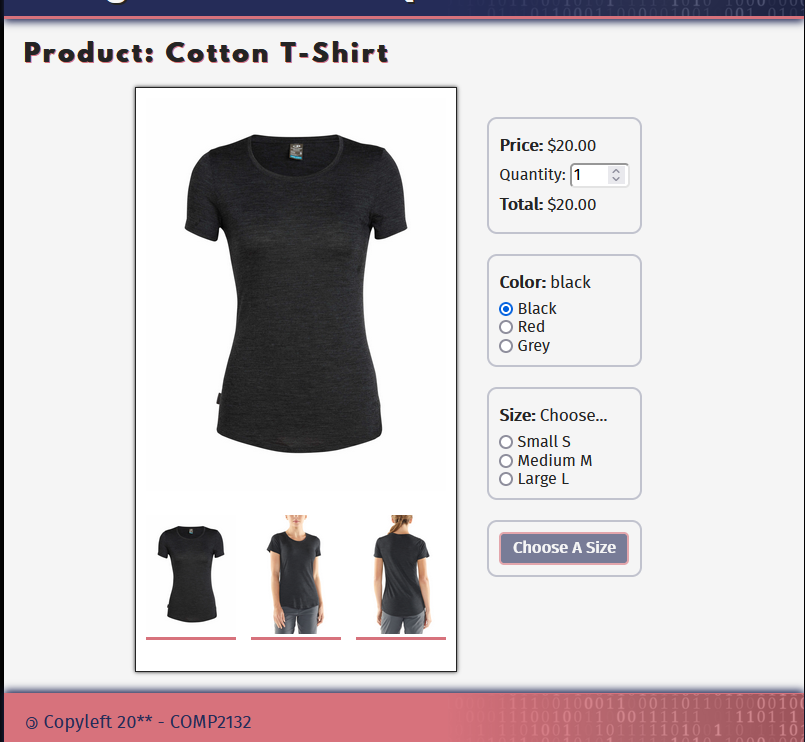 Product: Cotton T-Shirt
Price: $20.00
Quantity: 1
Total: $20.00
Color: black
Black
Red
Grey
Size: Choose...
Small S
Medium M
Large L
Choose A Size
Copyleft 20** - COMP2132